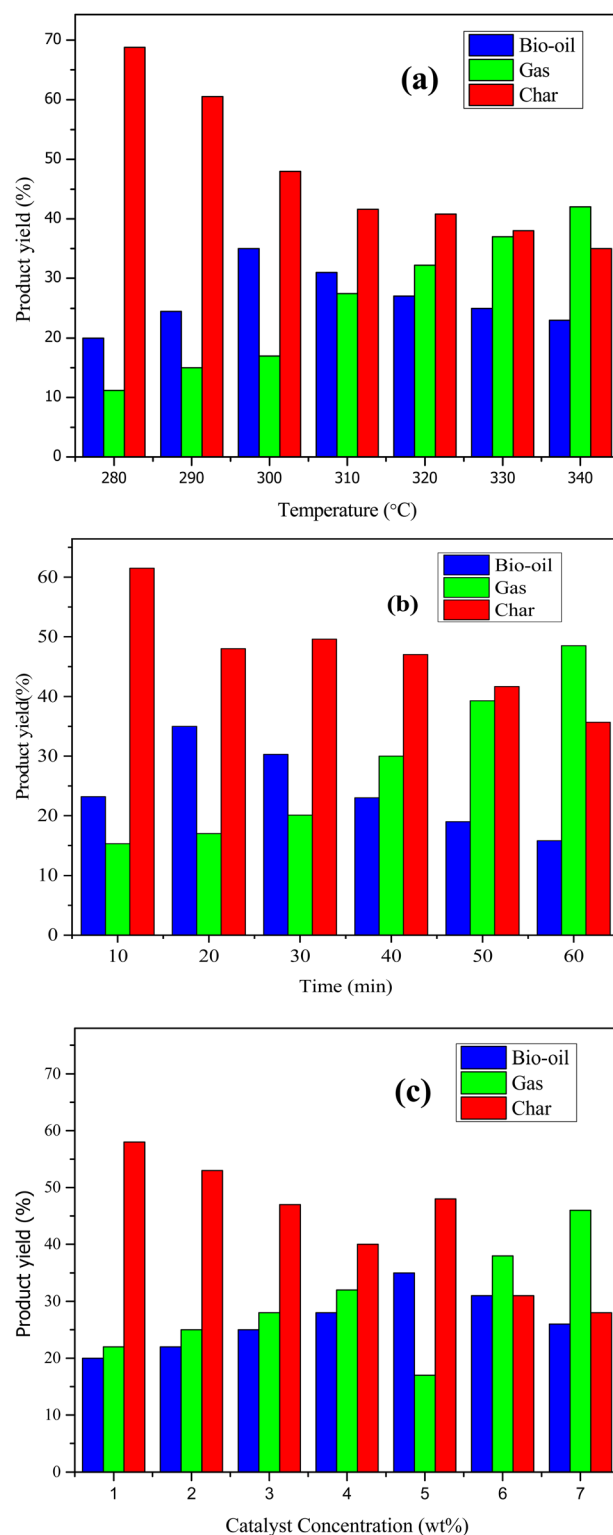 70
60
50
40
30
20
10
0
Product yield (%)
(a)
Bio-oil
Gas
Char
280 290 300 310 320 330 340
Temperature (°C)
60
50
40
30
20
10
0
Product yield(%)
(b)
Bio-oil
Gas
Char
10 20 30 40 50 60
Time (min)
70
60
50
40
30
20
10
0
Product yield (%)
(c)
Bio-oil
Gas
Char
1 2 3 4 5 6 7
Catalyst Concentration (wt%)